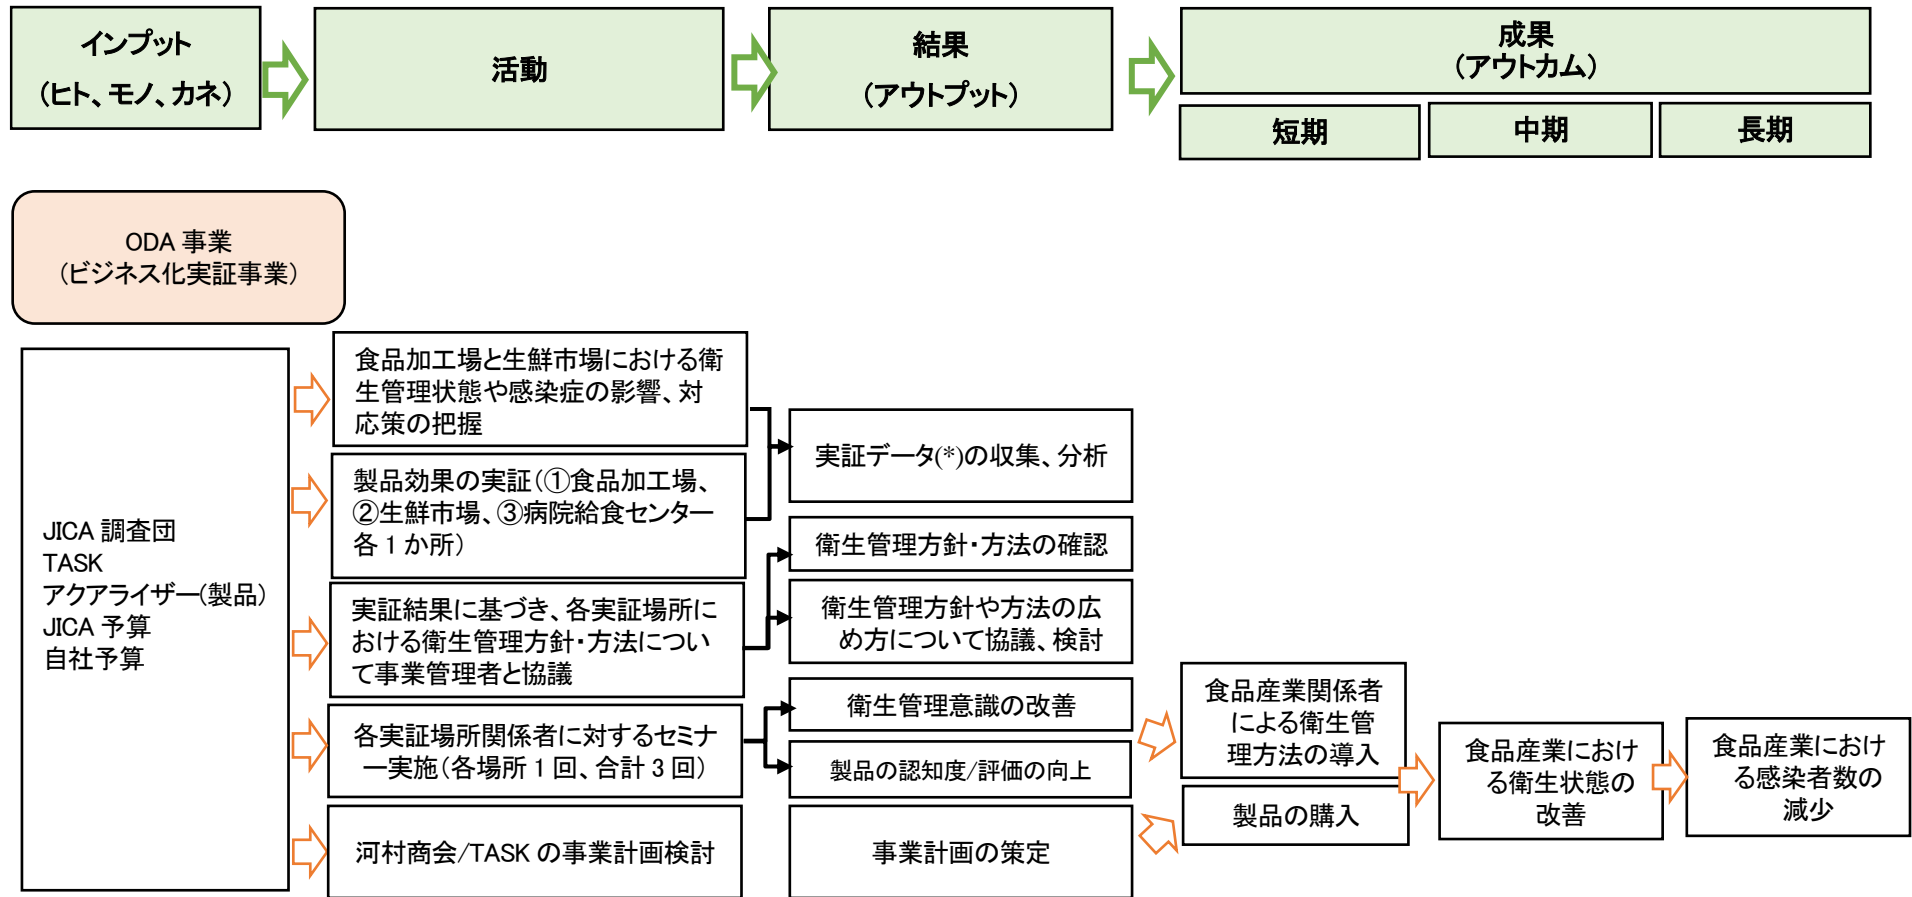 インプット
（ヒト、モノ、カネ）
活動
結果
（アウトプット）
成果
（アウトカム）
短期
中期
長期
ODA 事業
（ビジネス化実証事業）
JICA 調査団
TASK
アクアライザー（製品）
JICA 予算
自社予算
食品加工場と生鮮市場における衛
生管理状態や感染症の影響、対
応策の把握
製品効果の実証（①食品加工場、
②生鮮市場、③病院給食センター
各 1 か所）
実証結果に基づき、各実証場所に
おける衛生管理方針・方法につい
て事業管理者と協議
各実証場所関係者に対するセミナ
ー実施（各場所 1 回、合計 3 回）
河村商会/TASK の事業計画検討
実証データ(*)の収集、分析
衛生管理方針・方法の確認
衛生管理方針や方法の広
め方について協議、検討
衛生管理意識の改善
製品の認知度/評価の向上
事業計画の策定
食品産業関係者
による衛生管
理方法の導入
製品の購入
食品産業におけ
る衛生状態の
改善
食品産業におけ
る感染者数の
減少